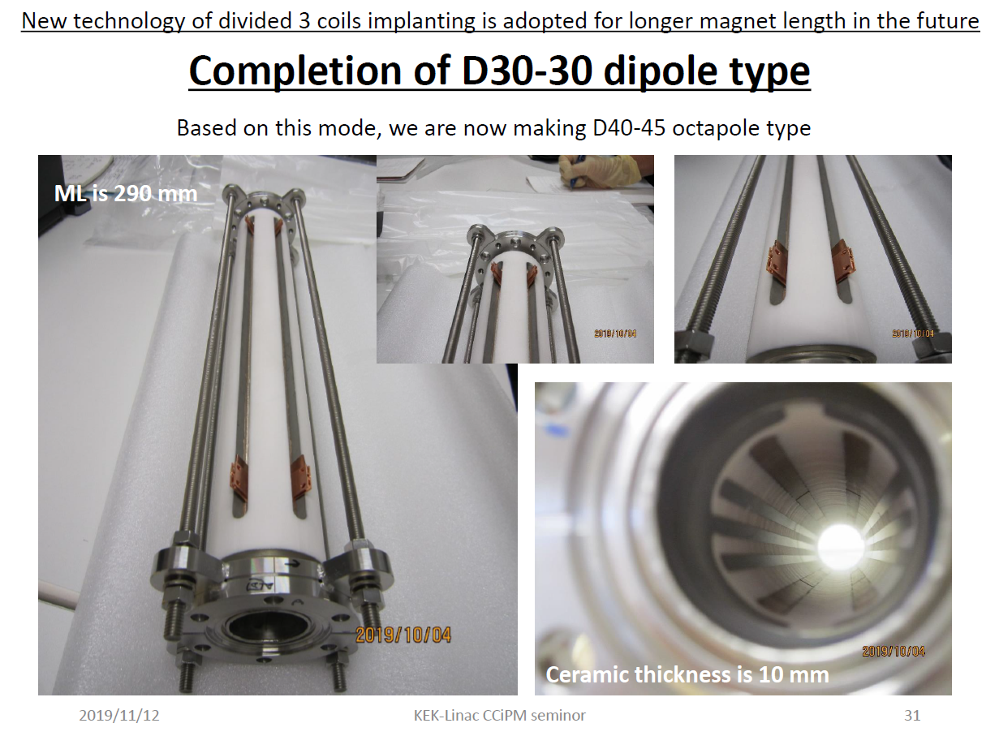 New technology of divided 3 coils implanting is adopted for longer magnet length in the future
Completion of D30-30 dipole type
Based on this mode, we are now making D40-45 octapole type
ML is 290 mm
2019/10/04
2019/10/04
2019/10/04
2019/10/04
Ceramic thickness is 10 mm
2019/11/12
KEK-Linac CCiPM seminor
31